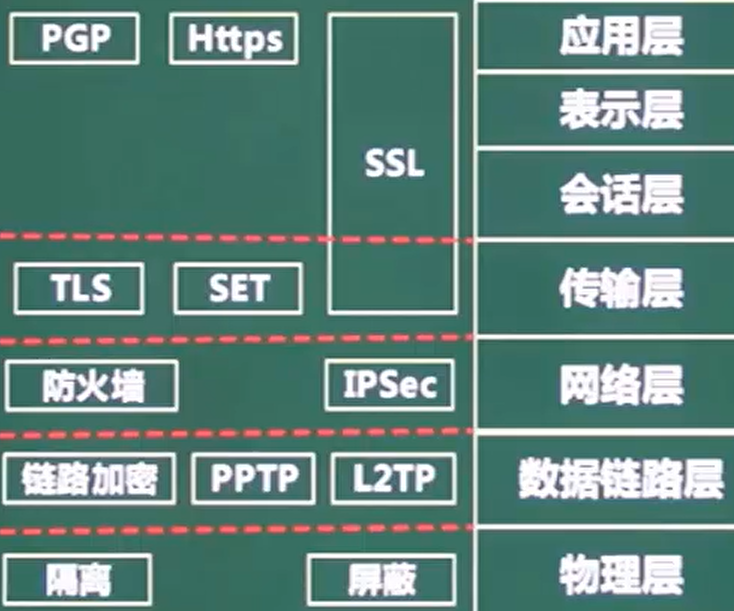 PGP Https SSL 应用层
表示层
会话层
TLS SET 传输层
防火墙 IPSec 网络层
链路加密 PPTP L2TP 数据链路层
隔离 屏蔽 物理层